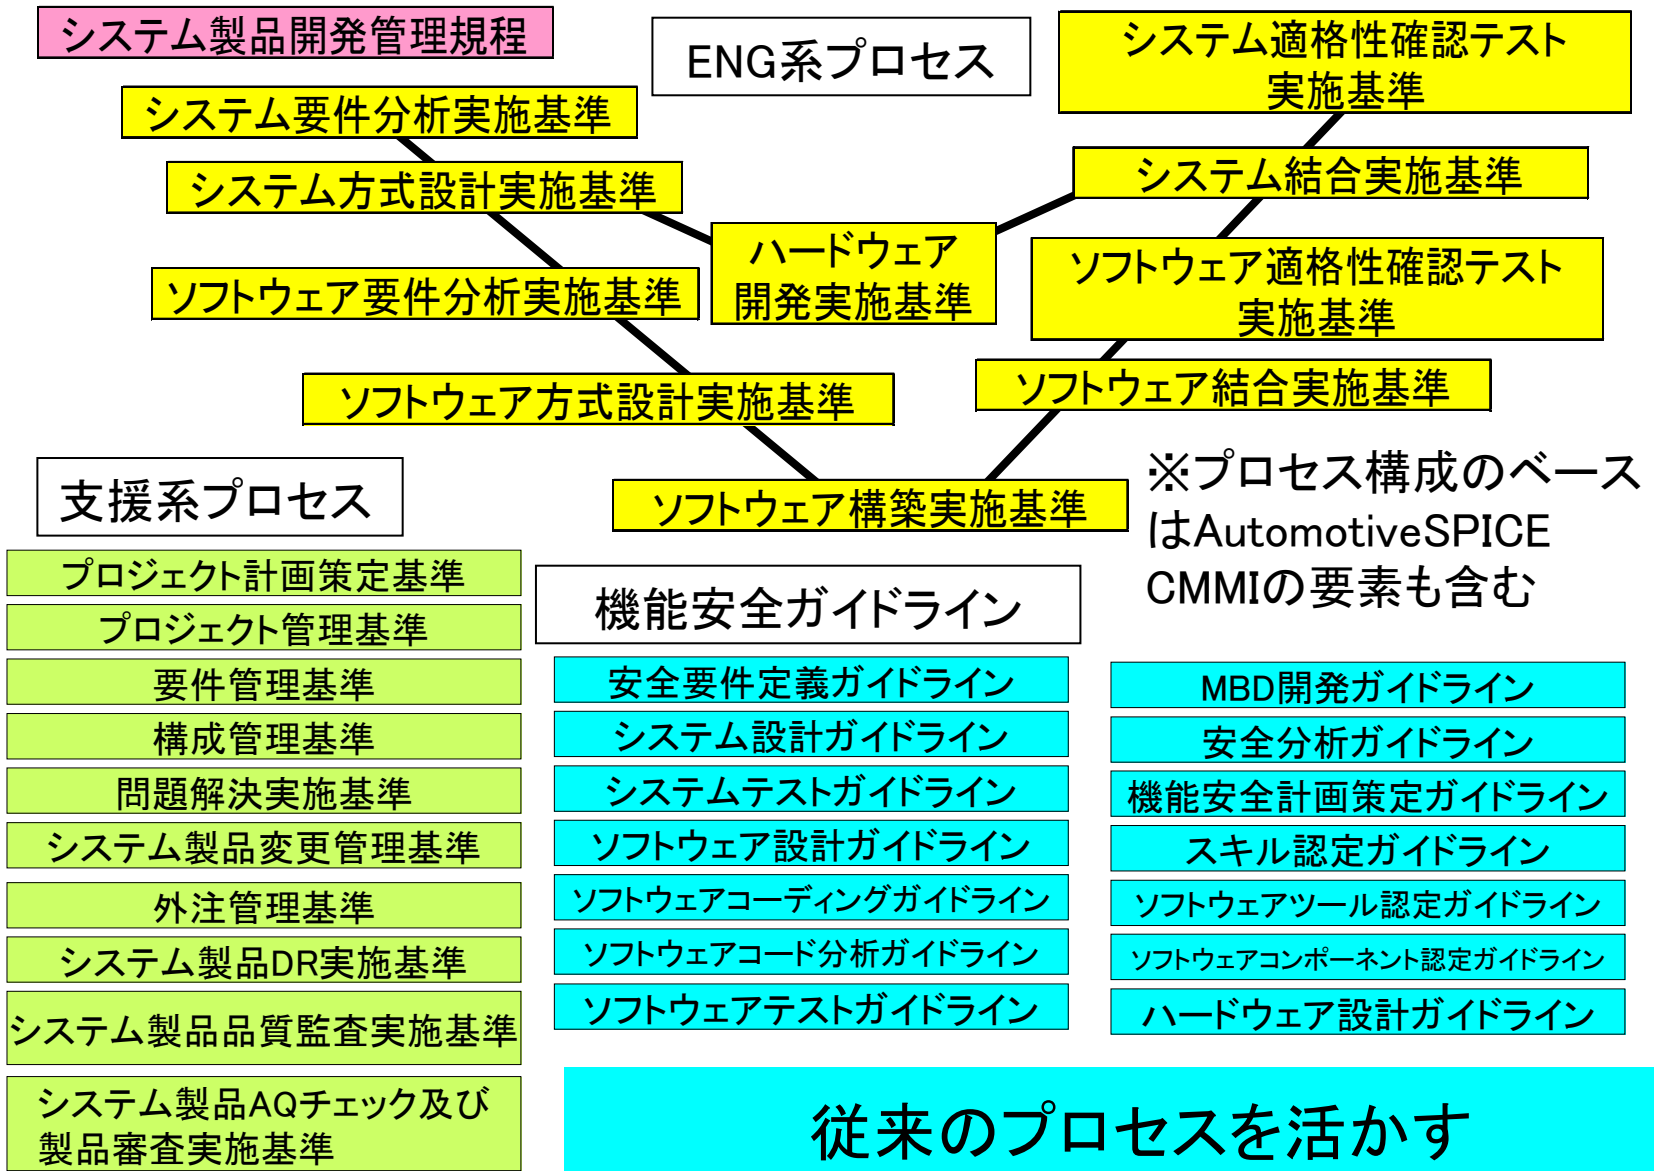 システム製品開発管理規程
ENG系プロセス
システム適格性確認テスト
実施基準
システム要件分析実施基準
システム方式設計実施基準
システム結合実施基準
ハードウェア
開発実施基準
ソフトウェア要件分析実施基準
ソフトウェア適格性確認テスト
実施基準
ソフトウェア方式設計実施基準
ソフトウェア結合実施基準
ソフトウェア構築実施基準
※プロセス構成のベース
はAutomotiveSPICE
CMMIの要素も含む
支援系プロセス
プロジェクト計画策定基準
プロジェクト管理基準
要件管理基準
構成管理基準
問題解決実施基準
システム製品変更管理基準
外注管理基準
システム製品DR実施基準
システム製品品質監査実施基準
システム製品AQチェック及び
製品審査実施基準
機能安全ガイドライン
安全要件定義ガイドライン
システム設計ガイドライン
システムテストガイドライン
ソフトウェア設計ガイドライン
ソフトウェアコーディングガイドライン
ソフトウェアコード分析ガイドライン
ソフトウェアテストガイドライン
MBD開発ガイドライン
安全分析ガイドライン
機能安全計画策定ガイドライン
スキル認定ガイドライン
ソフトウェアツール認定ガイドライン
ソフトウェアコンポーネント認定ガイドライン
ハードウェア設計ガイドライン
従来のプロセスを活かす